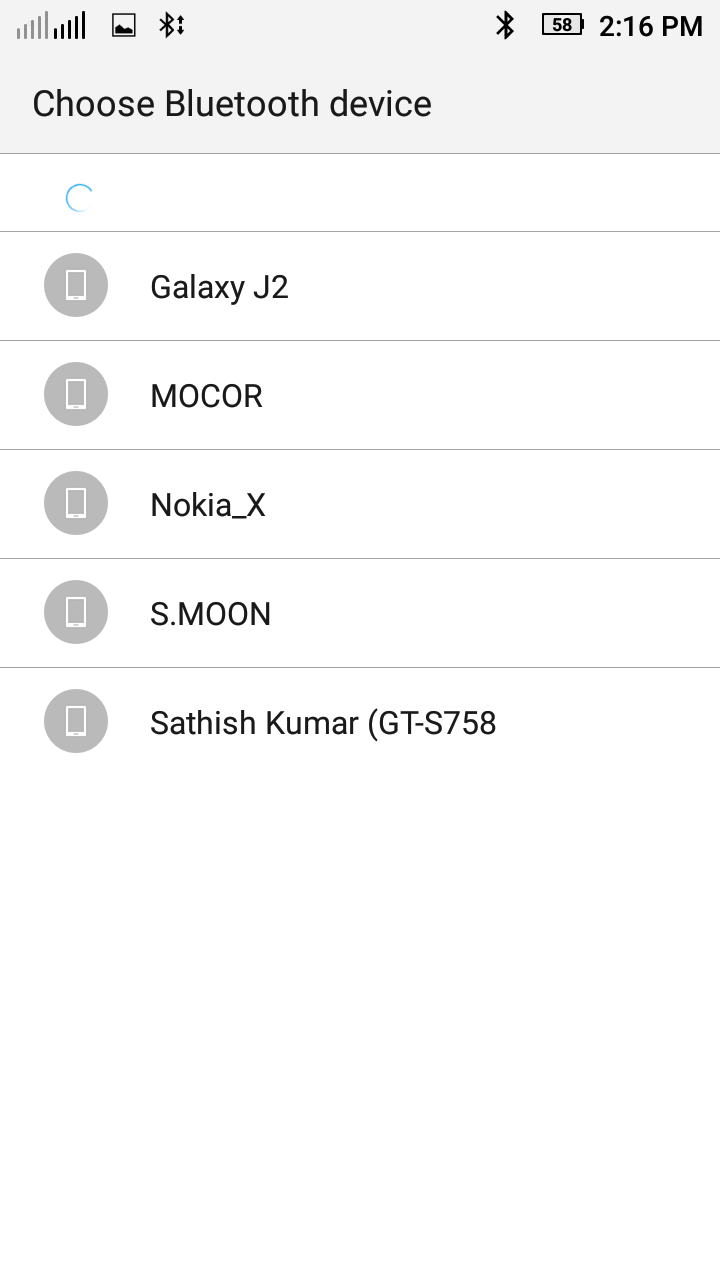 58 2:16 PM
Choose Bluetooth device
Galaxy J2
MOCOR
Nokia_X
S.MOON
Sathish Kumar (GT-S758